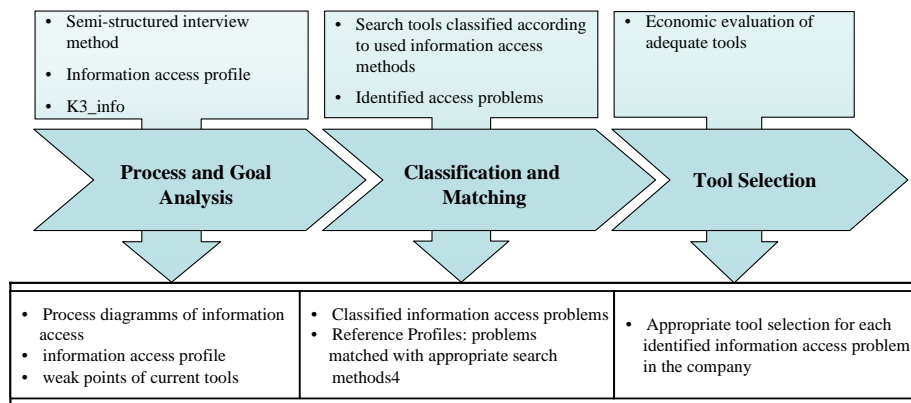 • Semi-structured interview
method
• Information access profile
• K3_info
• Search tools classified according
to used information access
methods
• Identified access problems
• Economic evaluation of
adequate tools
Process and Goal
Analysis
Classification and
Matching
Tool Selection
• Process diagramms of information
access
• information access profile
• weak points of current tools
• Classified information access problems
• Reference Profiles: problems
matched with appropriate search
methods4
• Appropriate tool selection for each
identified information access problem
in the company